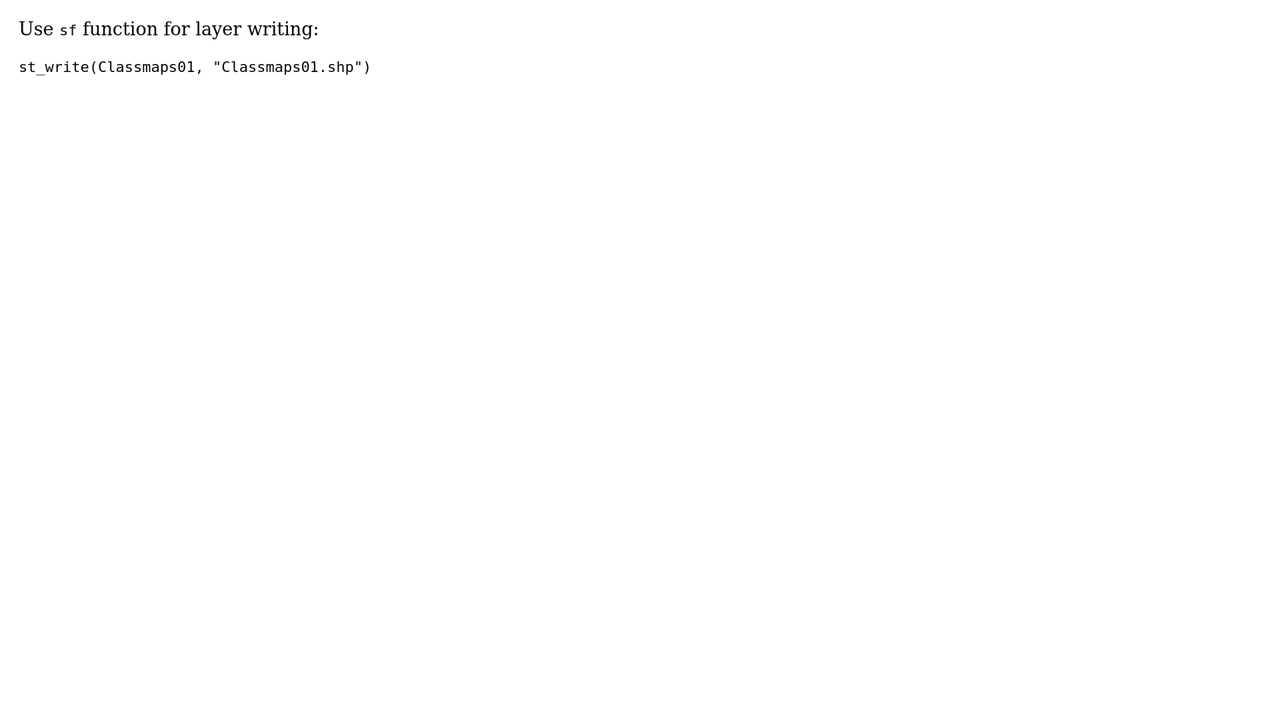 Use sf function for layer writing:
st_write(Classmaps01, "Classmaps01.shp")